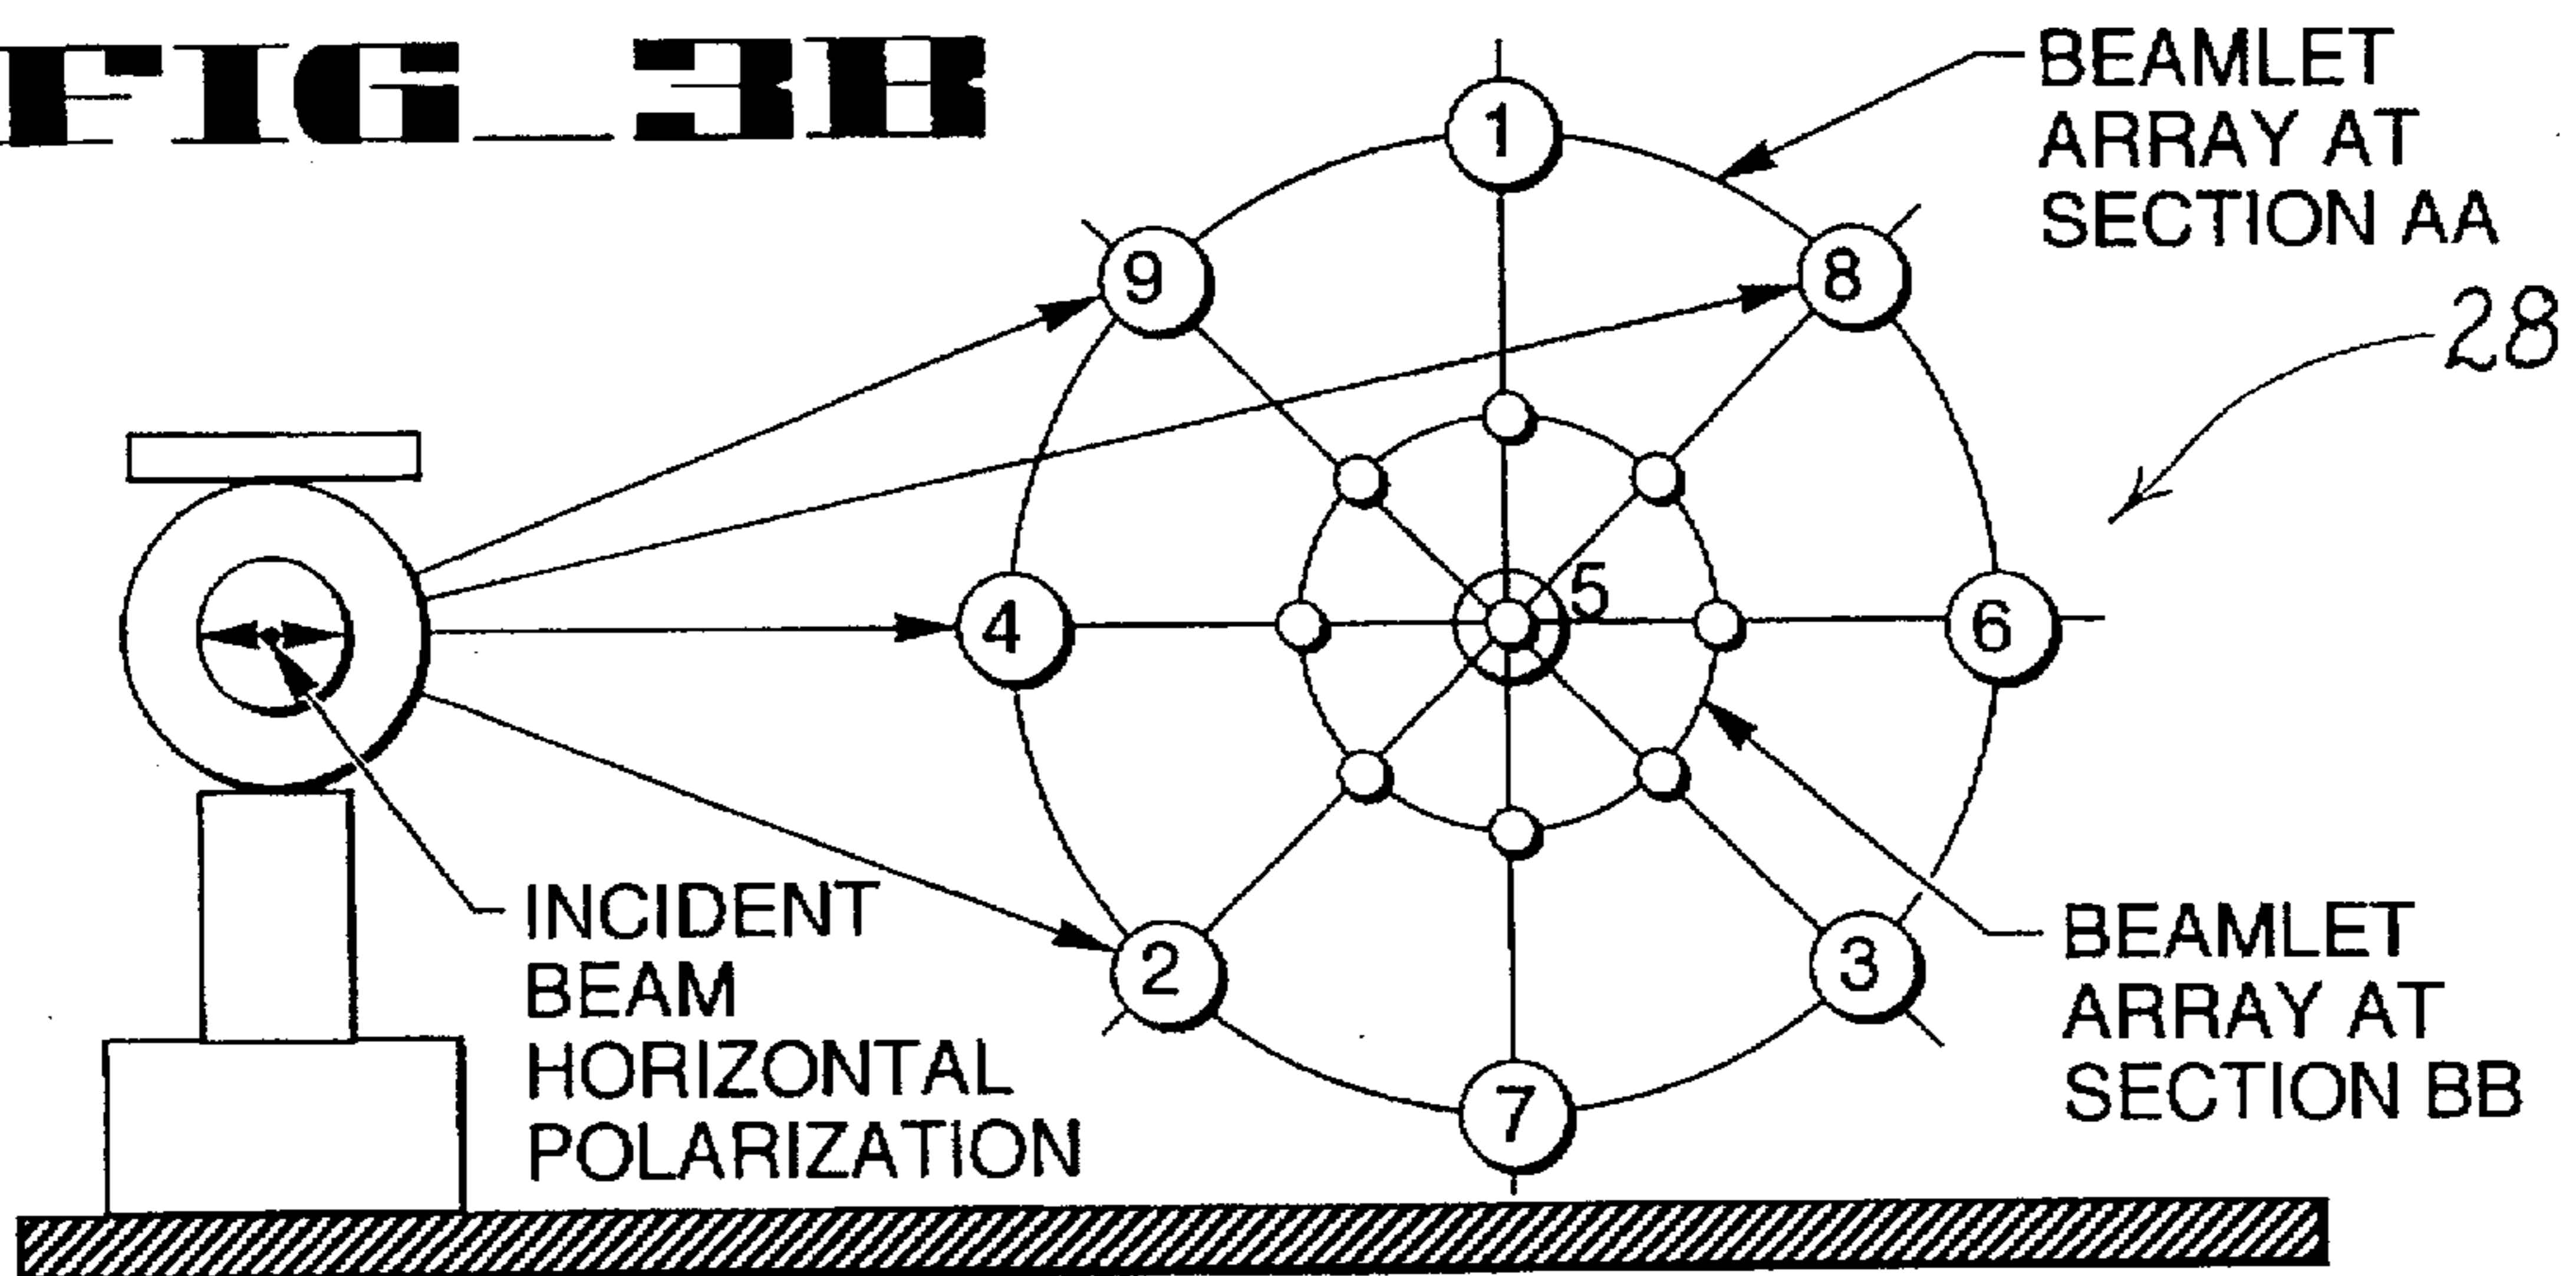 FIG_3B
BEAMLET
ARRAY AT
SECTION AA
28
1
9
8
4
5
6
2
3
7
INCIDENT
BEAM
HORIZONTAL
POLARIZATION
BEAMLET
ARRAY AT
SECTION BB